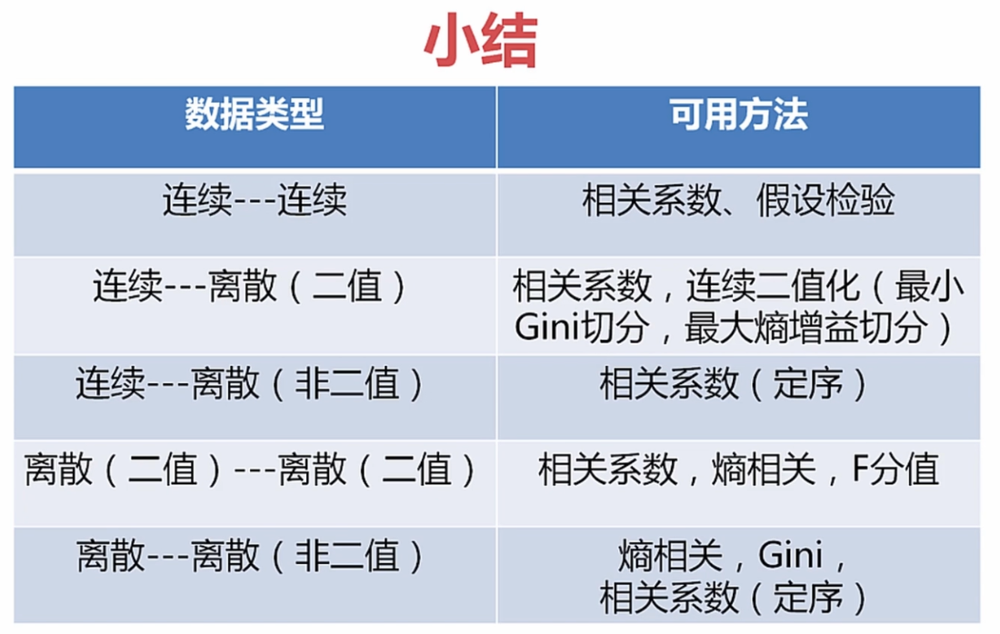 小结
数据类型
可用方法
连续---连续
相关系数、假设检验
连续---离散（二值）
相关系数，连续二值化（最小
Gini切分，最大熵增益切分）
连续---离散（非二值）
相关系数（定序）
离散（二值）---离散（二值）
相关系数，熵相关，F分值
离散---离散（非二值）
熵相关，Gini，
相关系数（定序）